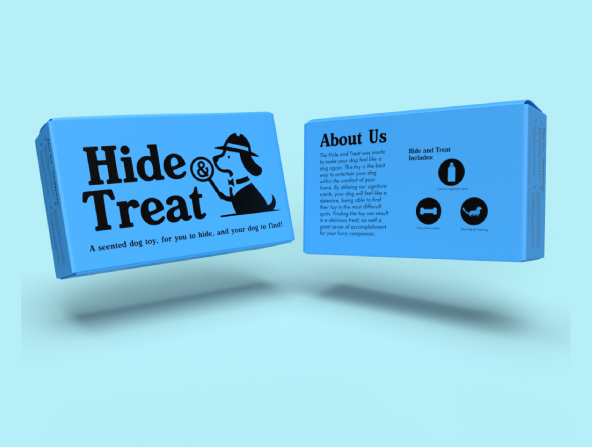 Hide &
Treat
A scented dog toy, for you to hide, and your dog to find!
About Us
The Hide and Treat was made
to make your dog feel like a
dog again. This toy is the best
way to entertain your dog
within the comfort of your
home. By utilising our signature
scents, your dog will feel like a
detective, being able to find
their toy in the most difficult
spots. Finding the toy can result
in a delicious treat, as well a
great sense of accomplishment
for your furry companion.
Hide and Treat
Includes: